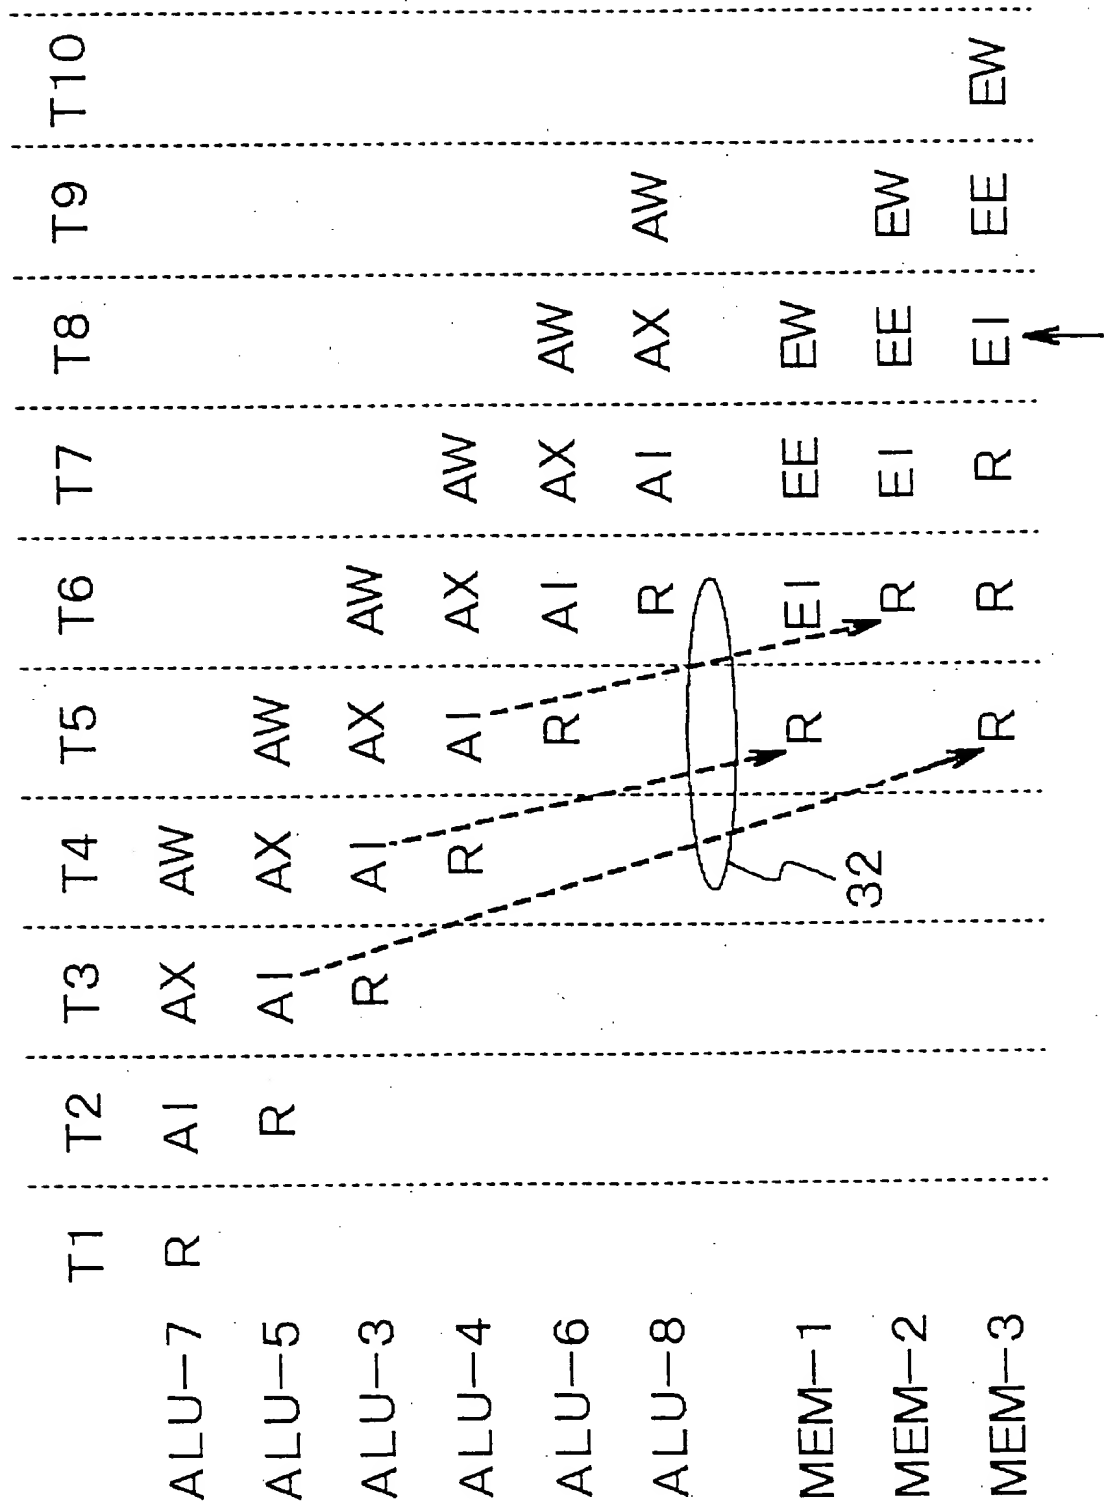 T1 T2 T3 T4 T5 T6 T7 T8 T9 T10
ALU-7 R AI AX AW
ALU-5 R AI AX AW
ALU-3 R AI AX AW
ALU-4 R AI AX AW
ALU-6 R AI AX AW
ALU-8 R AI AX AW
MEM-1 R EI EE EW
MEM-2 R EI EE EW
MEM-3 R R R EI EE EW
32